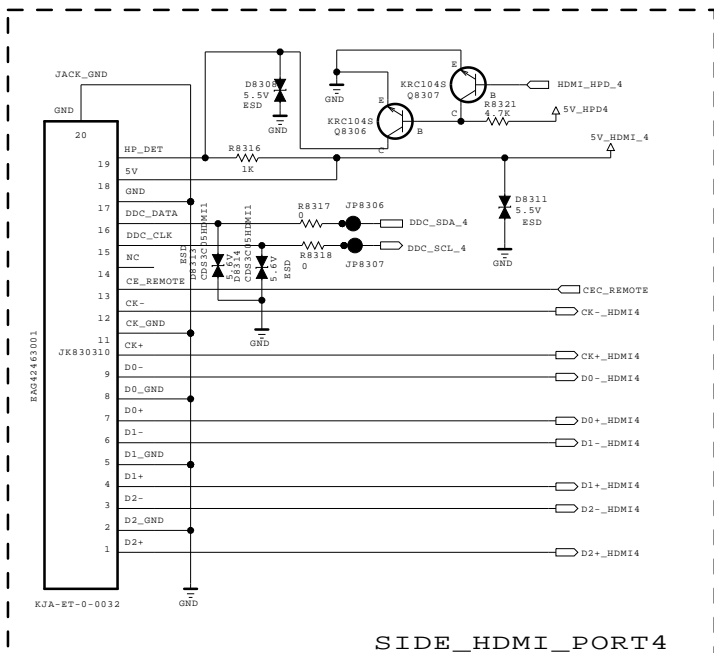 JACK_GND
GND
20
EAG42463001
JK830310
KJA-ET-0-0032
19 HP_DET
18 5V
17 GND
16 DDC_DATA
15 DDC_CLK
14 NC
13 CE_REMOTE
12 CK-
11 CK_GND
10 CK+
9 D0-
8 D0_GND
7 D0+
6 D1-
5 D1_GND
4 D1+
3 D2-
2 D2_GND
1 D2+
GND
D8308
5.5V
ESD
GND
R8316
1K
GND
E
KRC104S
Q8307
B
C
HDMI_HPD_4
E
KRC104S
Q8306
B
C
R8321
4.7K
5V_HPD4
5V_HDMI_4
D8311
5.5V
ESD
GND
R8317
0
JP8306
DDC_SDA_4
R8318
0
JP8307
DDC_SCL_4
ESD
D8313
CDS3C05HDMI1
5.6V
D8314
CDS3C05HDMI1
5.6V
ESD
GND
CEC_REMOTE
CK-_HDMI4
CK+_HDMI4
D0-_HDMI4
D0+_HDMI4
D1-_HDMI4
D1+_HDMI4
D2-_HDMI4
D2+_HDMI4
SIDE_HDMI_PORT4